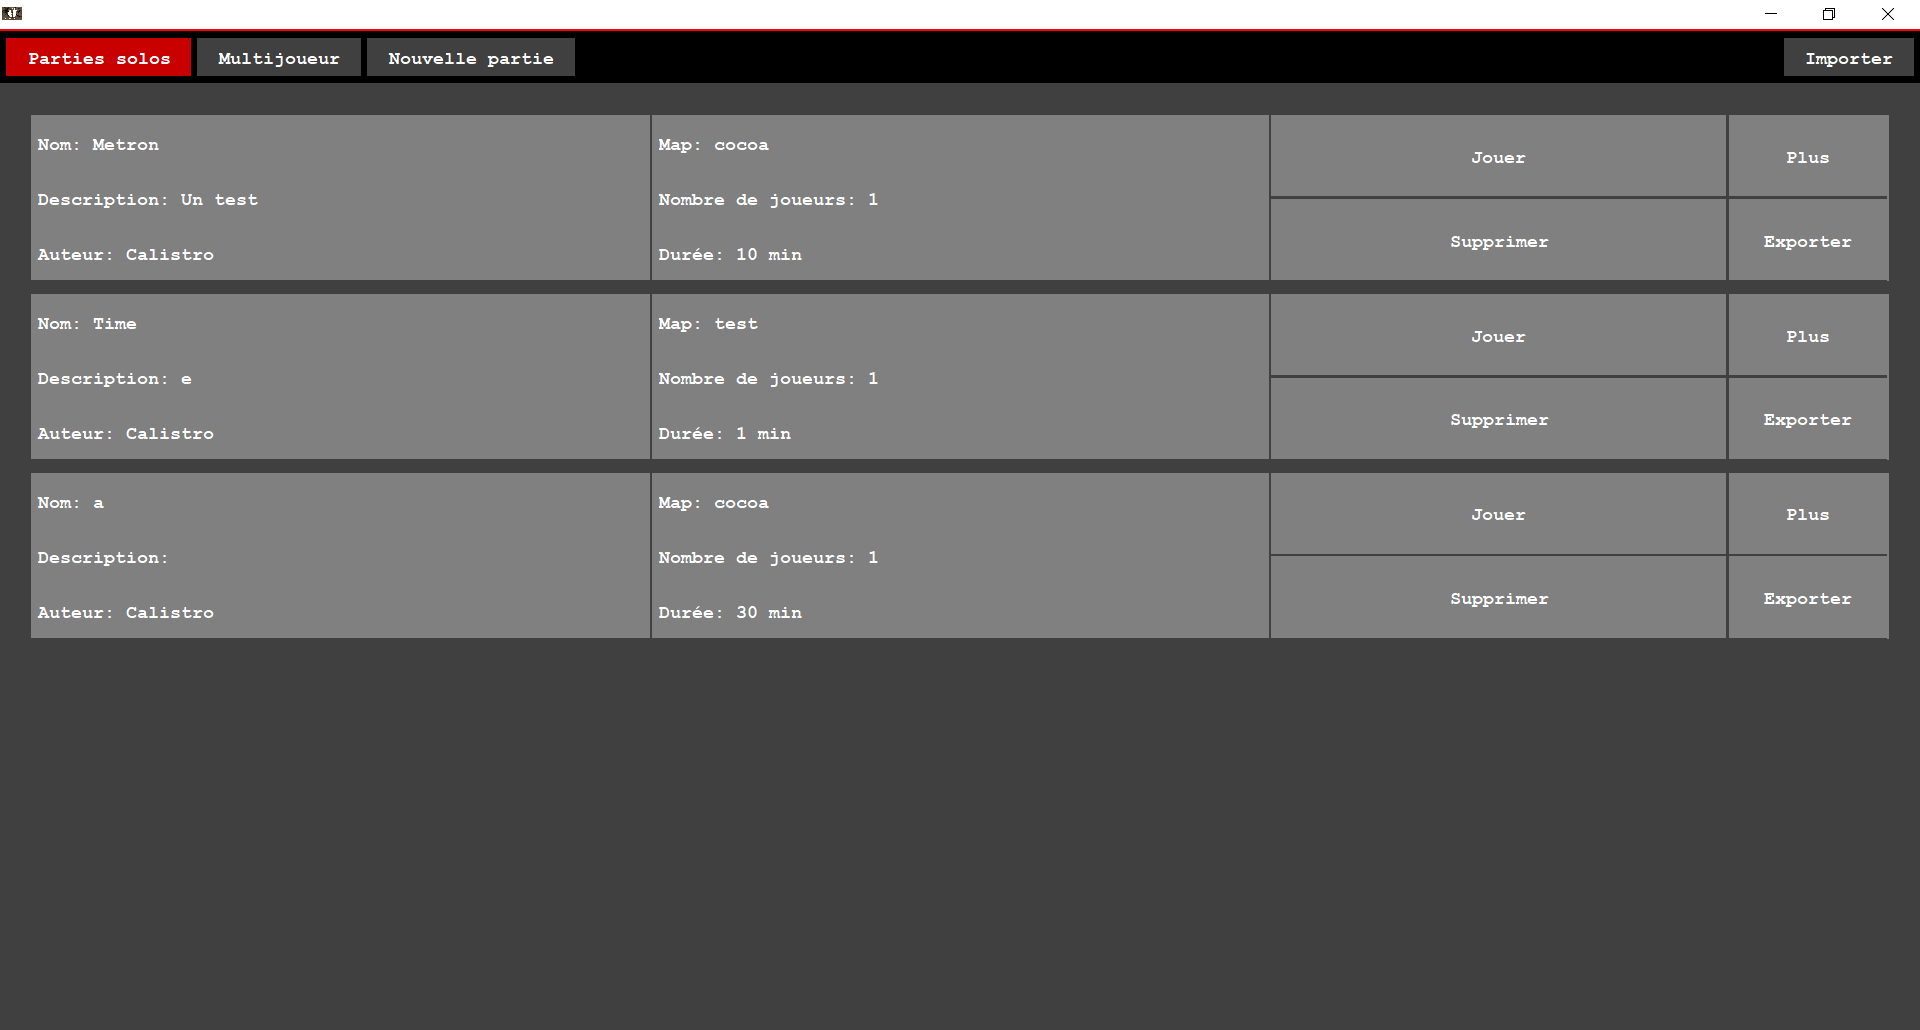 Parties solos
Multijoueur
Nouvelle partie
Importer
Nom: Metron
Description: Un test
Auteur: Calistro
Map: cocoa
Nombre de joueurs: 1
Durée: 10 min
Jouer
Plus
Supprimer
Exporter
Nom: Time
Description: e
Auteur: Calistro
Map: test
Nombre de joueurs: 1
Durée: 1 min
Jouer
Plus
Supprimer
Exporter
Nom: a
Description:
Auteur: Calistro
Map: cocoa
Nombre de joueurs: 1
Durée: 30 min
Jouer
Plus
Supprimer
Exporter